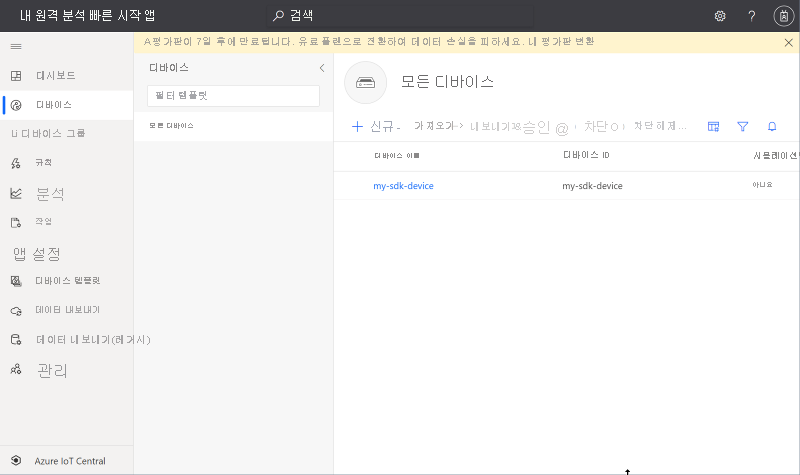 내 원격 분석 빠른 시작 앱
검색
?
A 평가판이 7일 후에 만료됩니다. 유료 플랜으로 전환하여 데이터 손실을 피하세요. 내 평가판 변환
대시보드
디바이스
디바이스 그룹
규칙
분석
작업
앱 설정
디바이스 템플릿
데이터 내보내기
데이터 내보내기(레거시)
관리
Azure IoT Central
디바이스
필터 템플릿
모든 디바이스
모든 디바이스
+ 신규
가져오기
내보내기
승인 @
차단
차단 해제...
디바이스 이름
디바이스 ID
시뮬레이션
my-sdk-device
my-sdk-device
아니요